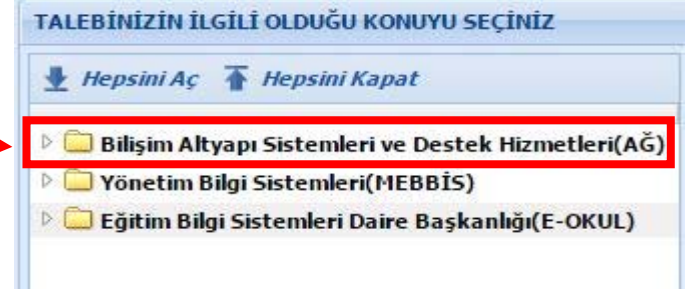 TALEBİNİZİN İLGİLİ OLDUĞU KONUYU SEÇİNİZ
Hepsini Aç Hepsini Kapat
Bilişim Altyapı Sistemleri ve Destek Hizmetleri(AĞ)
Yönetim Bilgi Sistemleri(MEBBİS)
Eğitim Bilgi Sistemleri Daire Başkanlığı(E-OKUL)